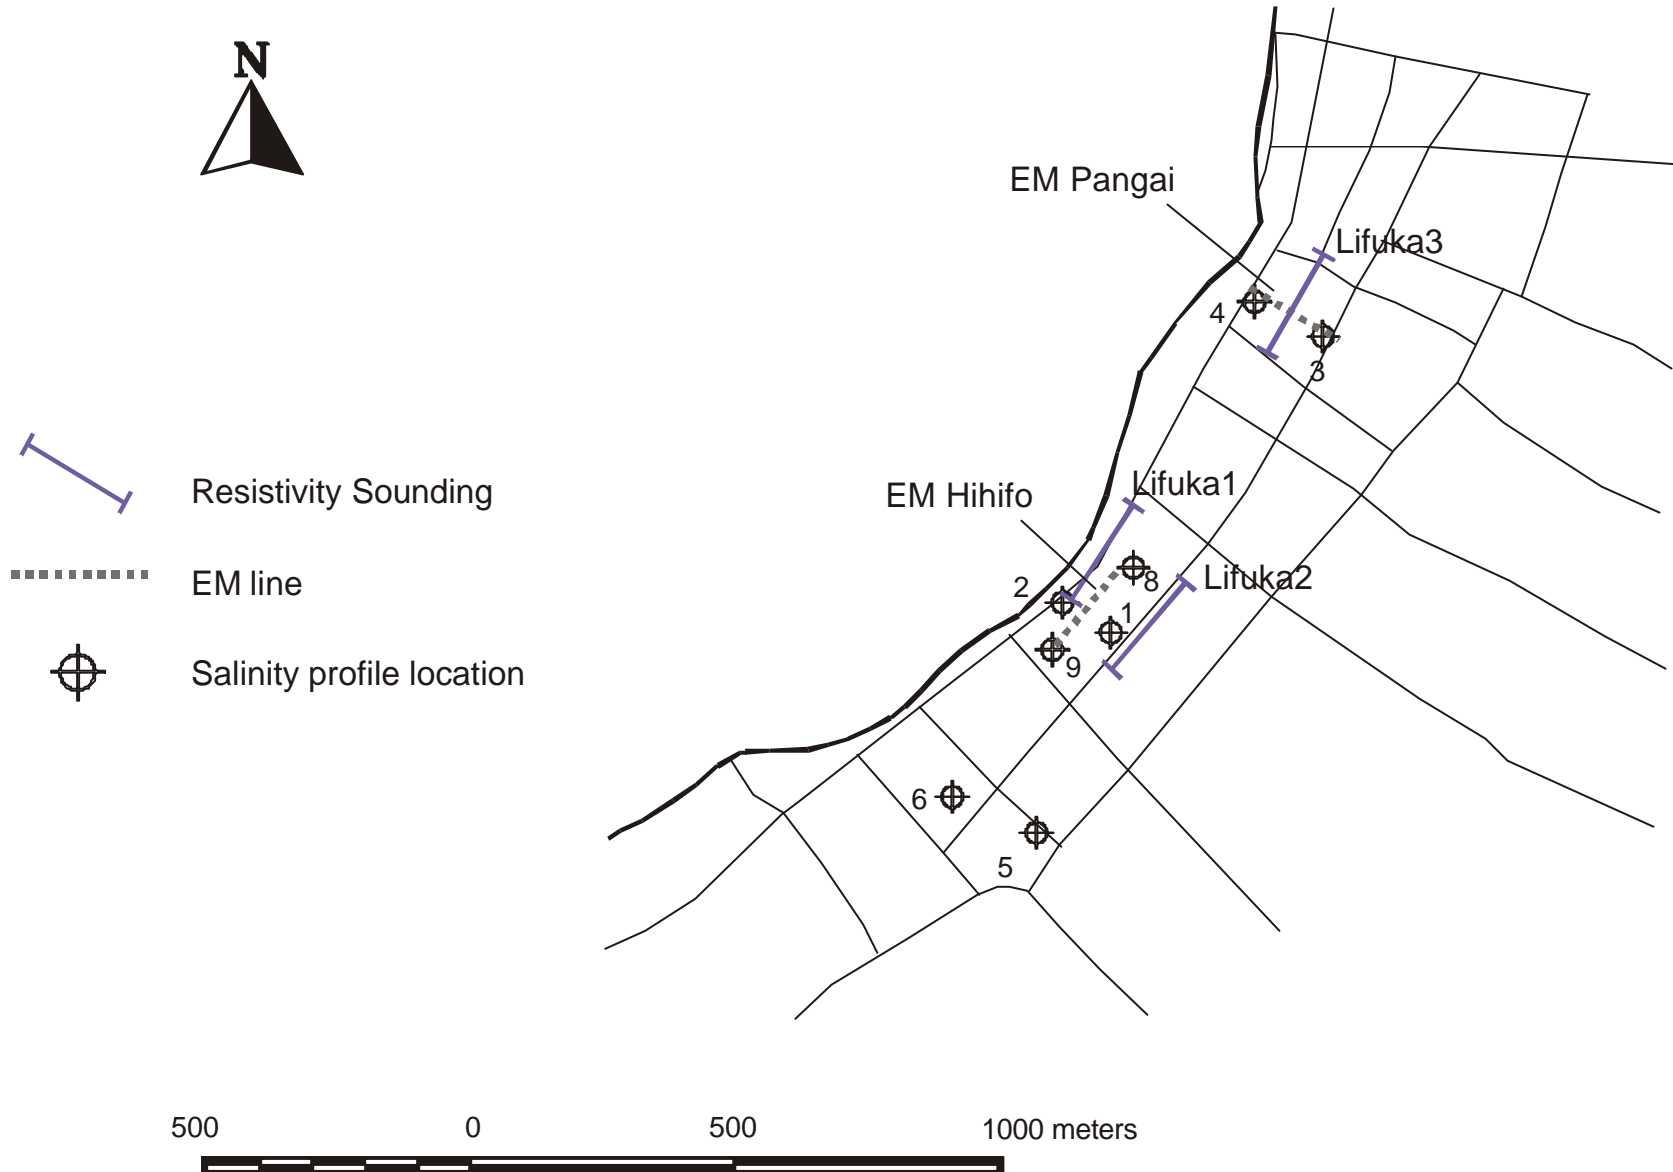 N
EM Pangai
Lifuka3
4
3
EM Hihifo
Lifuka1
Resistivity Sounding
2
8
Lifuka2
EM line
1
9
Salinity profile location
6
5
500 0 500 1000 meters